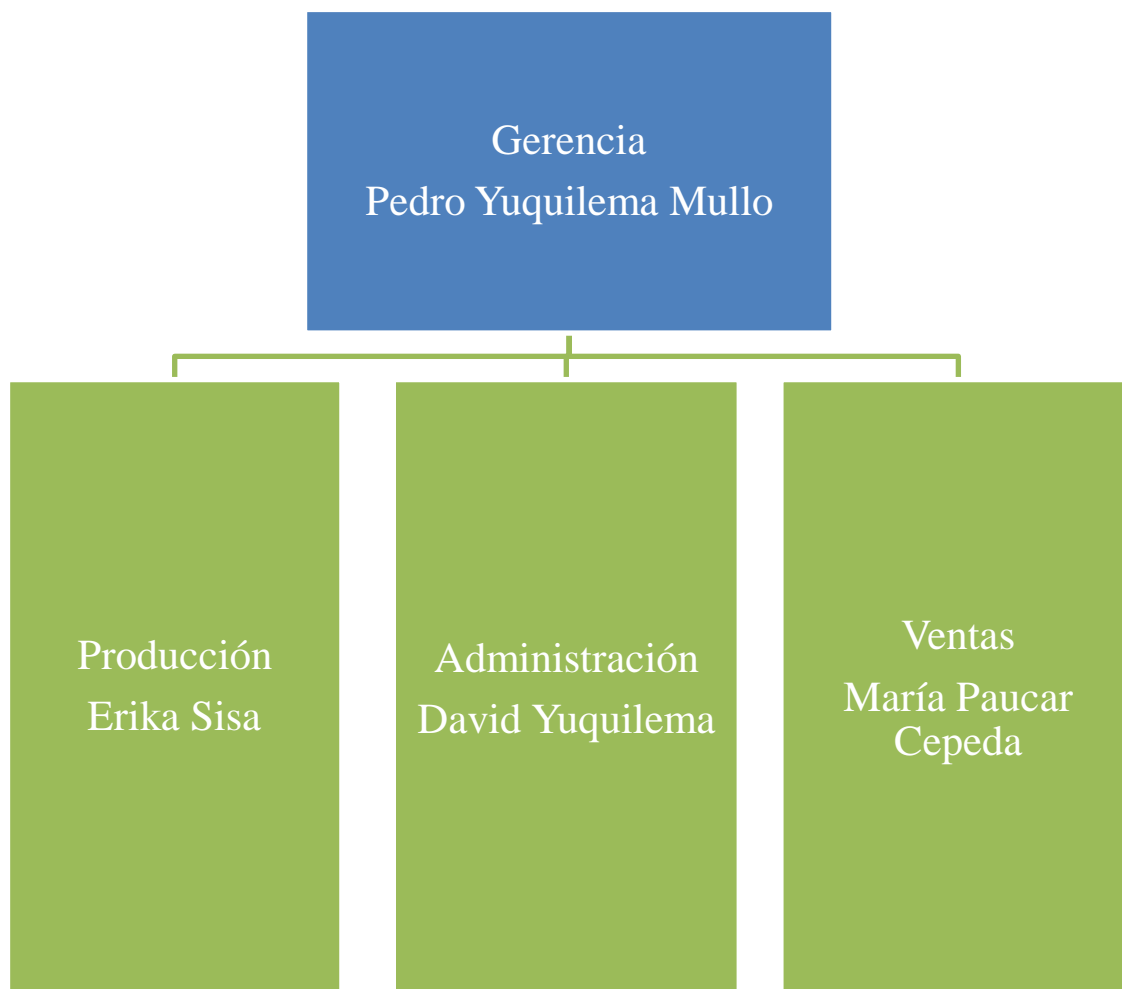 Gerencia
Pedro Yuquilema Mullo
Producción
Erika Sisa
Administración
David Yuquilema
Ventas
María Paucar
Cepeda